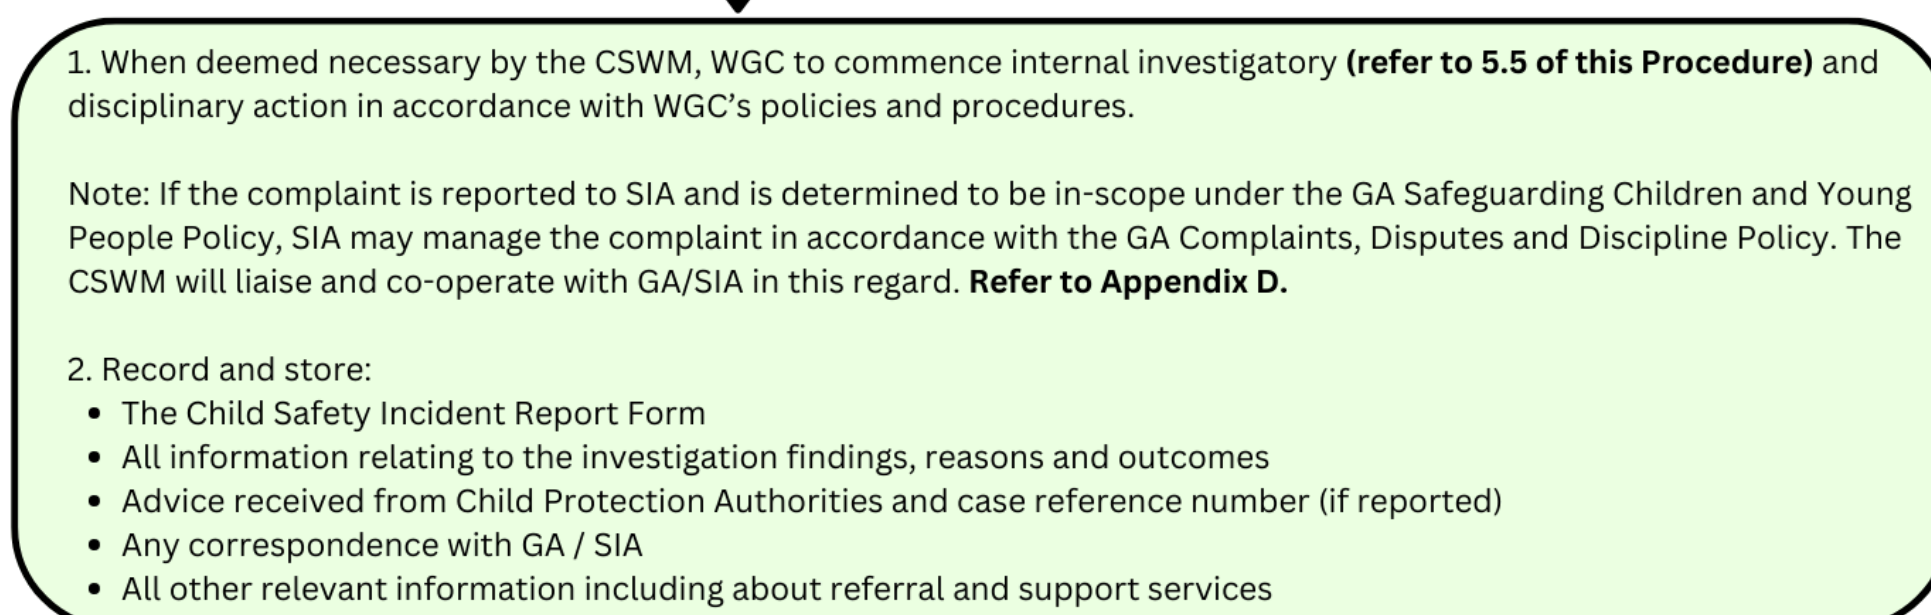 1. When deemed necessary by the CSWM, WGC to commence internal investigatory (refer to 5.5 of this Procedure) and
disciplinary action in accordance with WGC’s policies and procedures.
Note: If the complaint is reported to SIA and is determined to be in-scope under the GA Safeguarding Children and Young
People Policy, SIA may manage the complaint in accordance with the GA Complaints, Disputes and Discipline Policy. The
CSWM will liaise and co-operate with GA/SIA in this regard. Refer to Appendix D.
2. Record and store:
• The Child Safety Incident Report Form
• All information relating to the investigation findings, reasons and outcomes
• Advice received from Child Protection Authorities and case reference number (if reported)
• Any correspondence with GA / SIA
• All other relevant information including about referral and support services